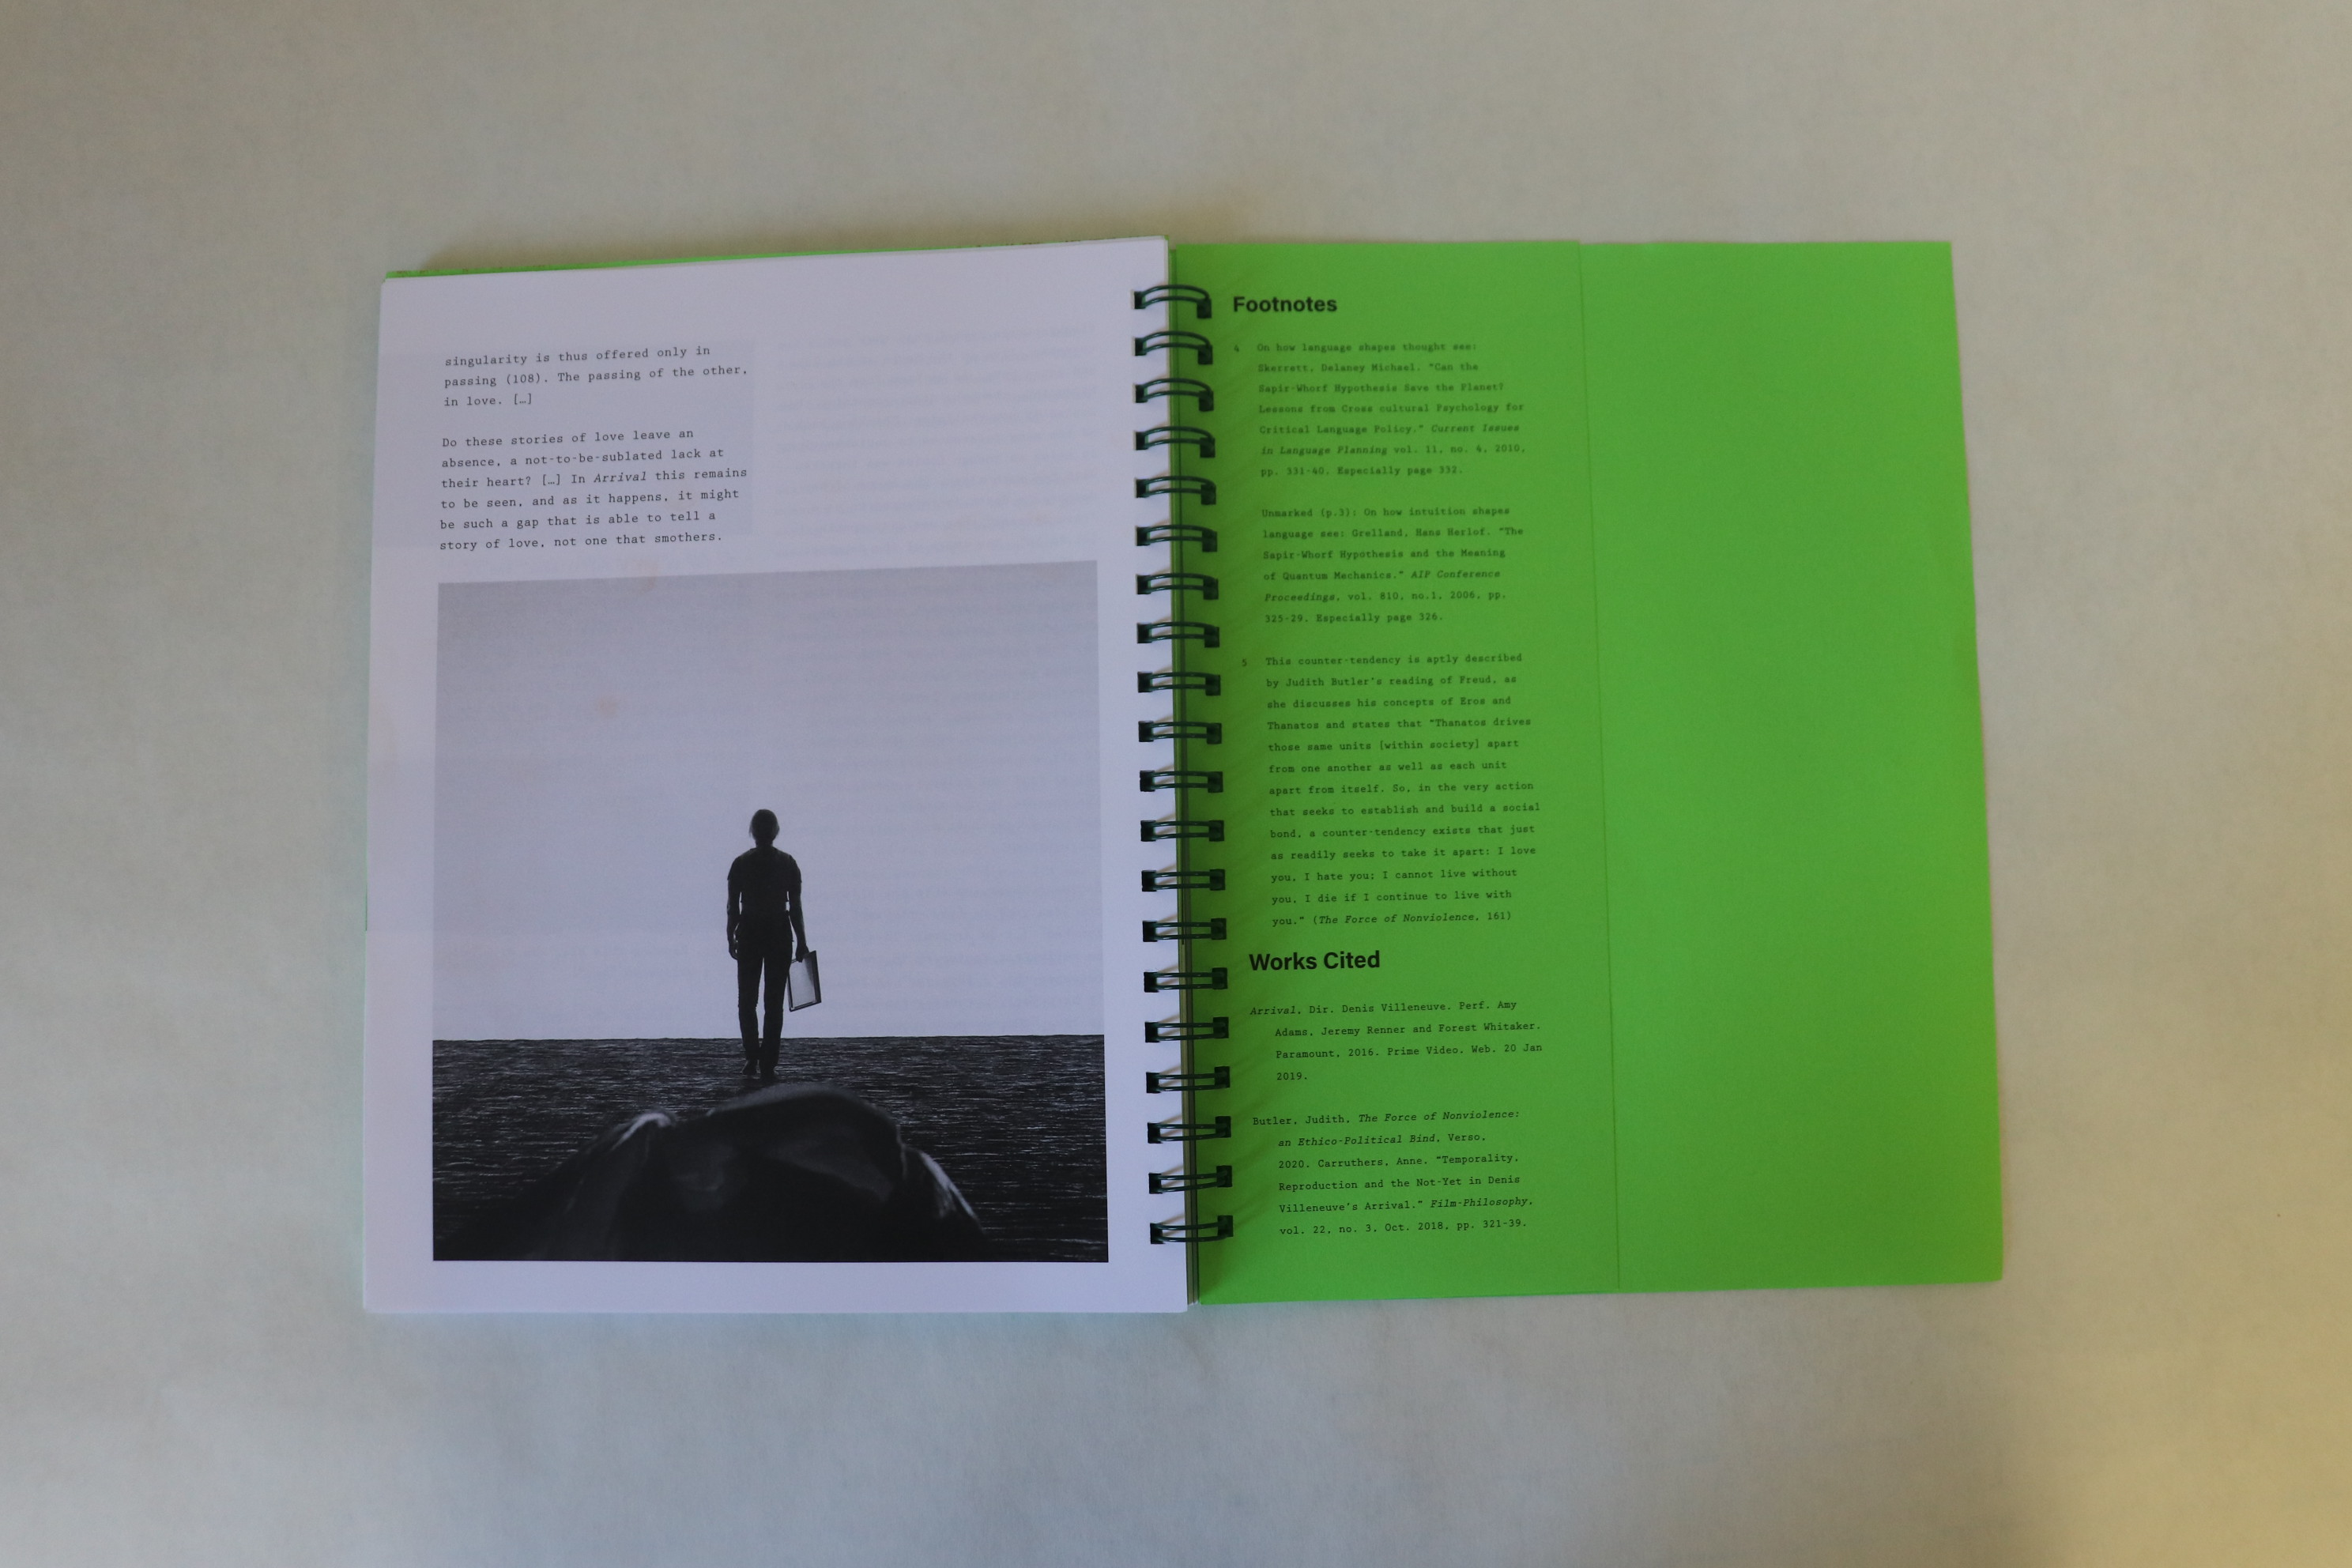 singularity is thus offered only in
passing (108). The passing of the other,
in love. […]
Do these stories of love leave an
absence, a not-to-be-sublated lack at
their heart? […] In Arrival this remains
to be seen, and as it happens, it might
be such a gap that is able to tell a
story of love, not one that smothers.
Footnotes
4 On how language shapes thought see:
Skerrett, Delaney Michael. "Can the
Sapir-Whorf Hypothesis Save the Planet?
Lessons from Cross cultural Psychology for
Critical Language Policy." Current Issues
in Language Planning vol. 11, no. 4, 2010,
pp. 331-40. Especially page 332.
Unmarked (p.3): On how intuition shapes
language see: Grelland, Hans Herlof. "The
Sapir-Whorf Hypothesis and the Meaning
of Quantum Mechanics." AIP Conference
Proceedings, vol. 810, no.1, 2006, pp.
325-29. Especially page 326.
5 This counter-tendency is aptly described
by Judith Butler's reading of Freud, as
she discusses his concepts of Eros and
Thanatos and states that "Thanatos drives
those same units [within society] apart
from one another as well as each unit
apart from itself. So, in the very action
that seeks to establish and build a social
bond, a counter-tendency exists that just
as readily seeks to take it apart: I love
you, I hate you; I cannot live without
you, I die if I continue to live with
you." (The Force of Nonviolence, 161)
Works Cited
Arrival, Dir. Denis Villeneuve. Perf. Amy
Adams, Jeremy Renner and Forest Whitaker.
Paramount, 2016. Prime Video. Web. 20 Jan
2019.
Butler, Judith, The Force of Nonviolence:
an Ethico-Political Bind, Verso,
2020. Carruthers, Anne. "Temporality,
Reproduction and the Not-Yet in Denis
Villeneuve's Arrival." Film-Philosophy,
vol. 22, no. 3, Oct. 2018, pp. 321-39.